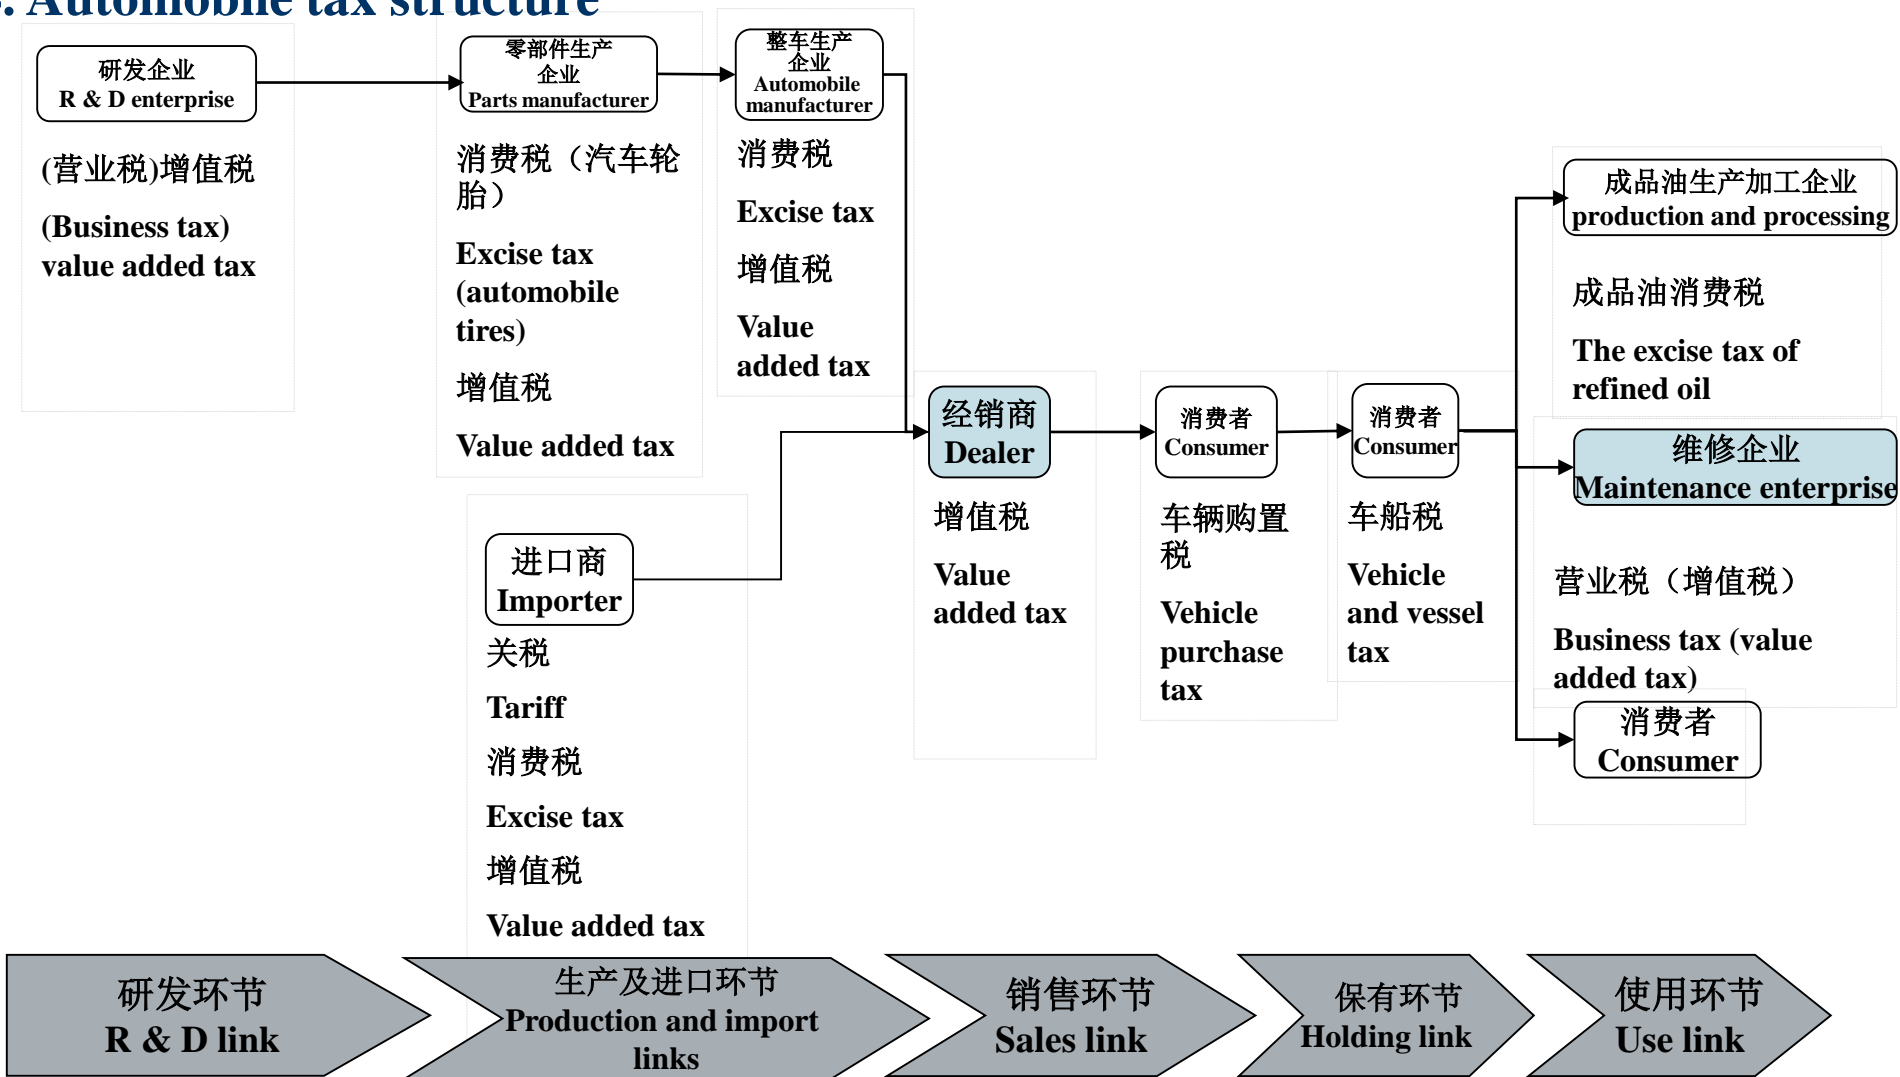 . Automobile tax structure
研发企业
R & D enterprise
(营业税)增值税
(Business tax)
value added tax
零部件生产
企业
Parts manufacturer
消费税（汽车轮
胎）
Excise tax
(automobile
tires)
增值税
Value added tax
整车生产
企业
Automobile
manufacturer
消费税
Excise tax
增值税
Value
added tax
进口商
Importer
关税
Tariff
消费税
Excise tax
增值税
Value added tax
经销商
Dealer
增值税
Value
added tax
消费者
Consumer
车辆购置
税
Vehicle
purchase
tax
消费者
Consumer
车船税
Vehicle
and vessel
tax
成品油生产加工企业
production and processing
成品油消费税
The excise tax of
refined oil
维修企业
Maintenance enterprise
营业税（增值税）
Business tax (value
added tax)
消费者
Consumer
研发环节
R & D link
生产及进口环节
Production and import
links
销售环节
Sales link
保有环节
Holding link
使用环节
Use link